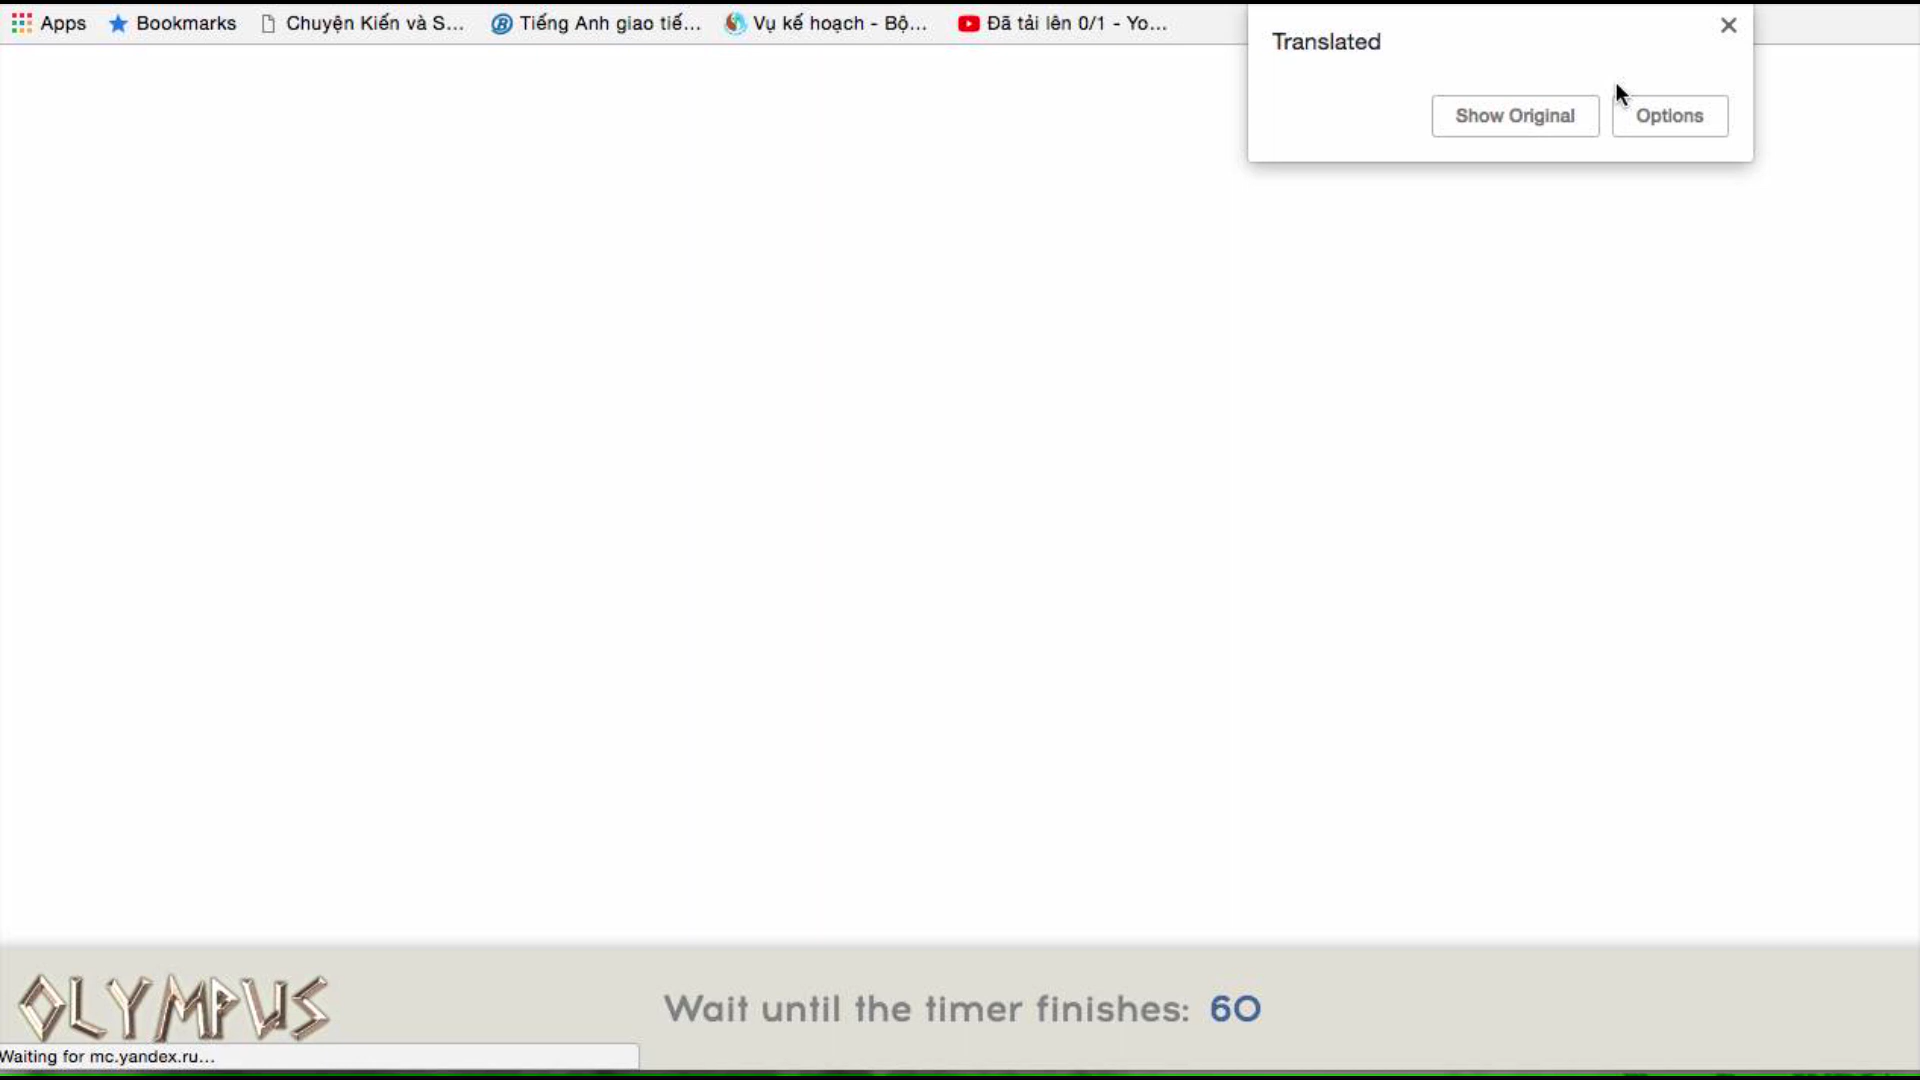 Apps Bookmarks Chuyện Kiến và S... Tiếng Anh giao tiế... Vụ kế hoạch - Bộ... Đã tải lên 0/1 - Yo...
Translated
Show Original Options
OLYMPUS
Wait until the timer finishes: 60
Waiting for mc.yandex.ru...